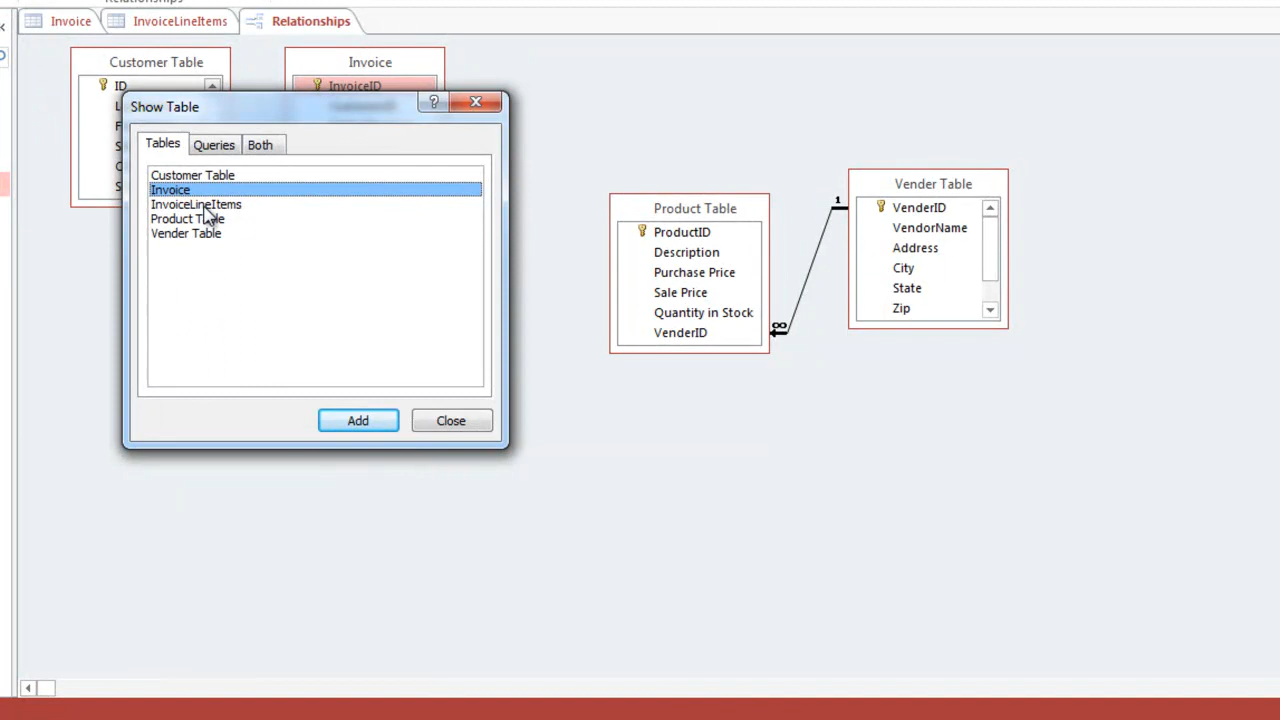 Invoice
InvoiceLineItems
Relationships
Customer Table
ID
Invoice
InvoiceID
Show Table
?
Tables
Queries
Both
Customer Table
Invoice
InvoiceLineItems
Product Table
Vender Table
Add
Close
Product Table
ProductID
Description
Purchase Price
Sale Price
Quantity in Stock
VenderID
∞
1
Vender Table
VenderID
VendorName
Address
City
State
Zip